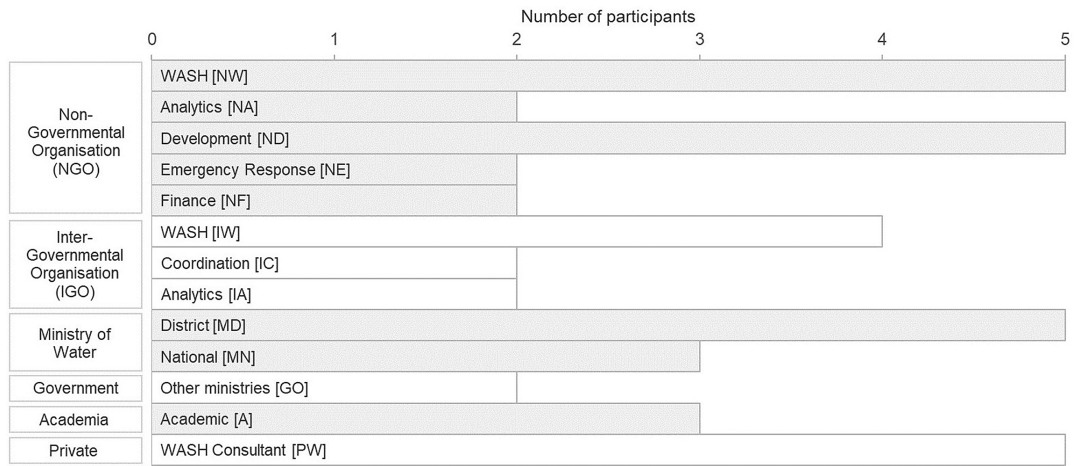 Number of participants
0 1 2 3 4 5
Non-
Governmental
Organisation
(NGO)
WASH [NW]
Analytics [NA]
Development [ND]
Emergency Response [NE]
Finance [NF]
Inter-
Governmental
Organisation
(IGO)
WASH [IW]
Coordination [IC]
Analytics [IA]
Ministry of
Water
District [MD]
National [MN]
Government
Other ministries [GO]
Academia
Academic [A]
Private
WASH Consultant [PW]